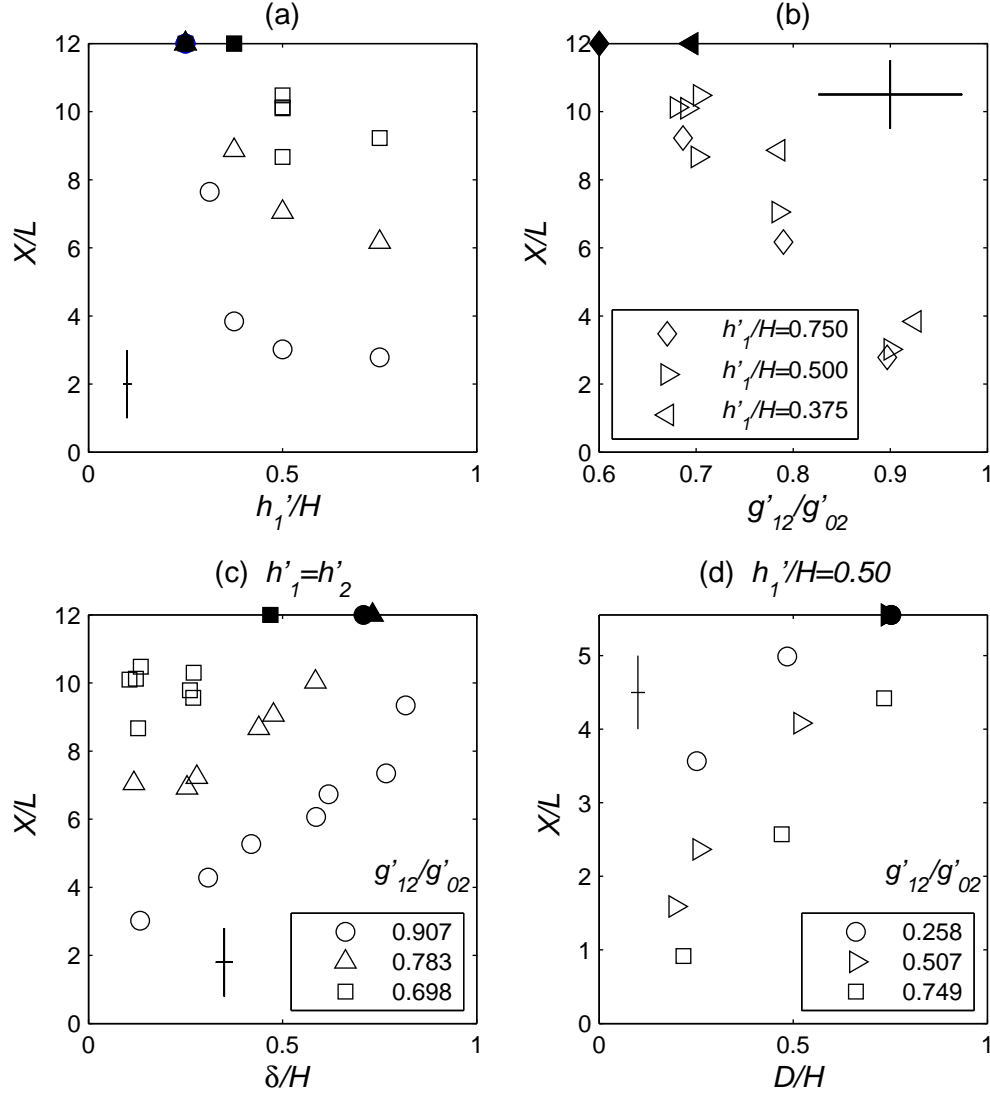 (a)
12
10
8
6
4
2
0
X/L
0 0.5 1
h₁'/H
(b)
12
10
8
6
4
2
0
X/L
h'₁/H=0.750
h'₁/H=0.500
h'₁/H=0.375
0.6 0.7 0.8 0.9 1
g'₁₂/g'₀₂
(c) h'₁=h'₂
12
10
8
6
4
2
0
X/L
g'₁₂/g'₀₂
0.907
0.783
0.698
0 0.5 1
δ/H
(d) h₁'/H=0.50
5
4
3
2
1
0
X/L
g'₁₂/g'₀₂
0.258
0.507
0.749
0 0.5 1
D/H